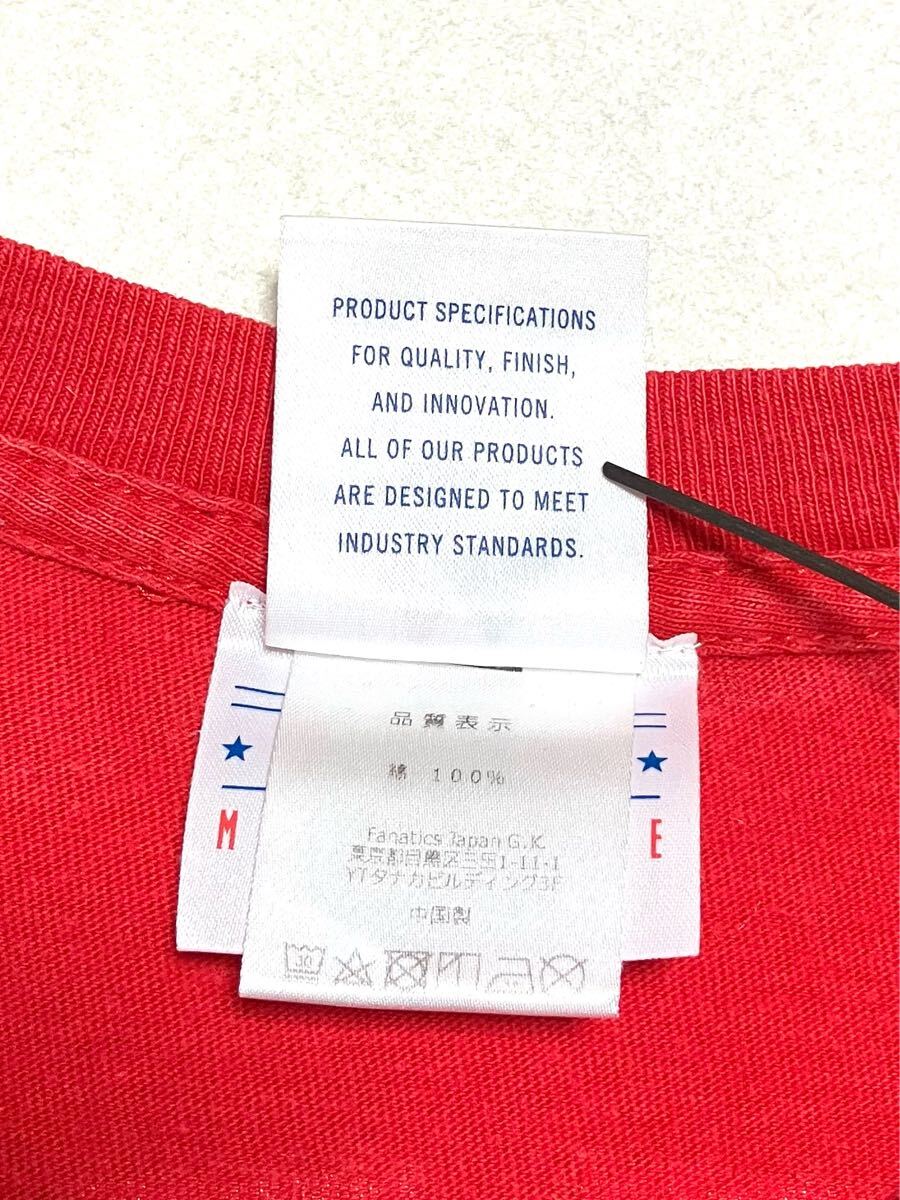 PRODUCT SPECIFICATIONS
FOR QUALITY, FINISH,
AND INNOVATION.
ALL OF OUR PRODUCTS
ARE DESIGNED TO MEET
INDUSTRY STANDARDS.
品質表示
綿 100%
M
E
Fanatics Japan G.K.
東京都目黒区三田1-11-1
YTタナカビルディング3F
中国製
30